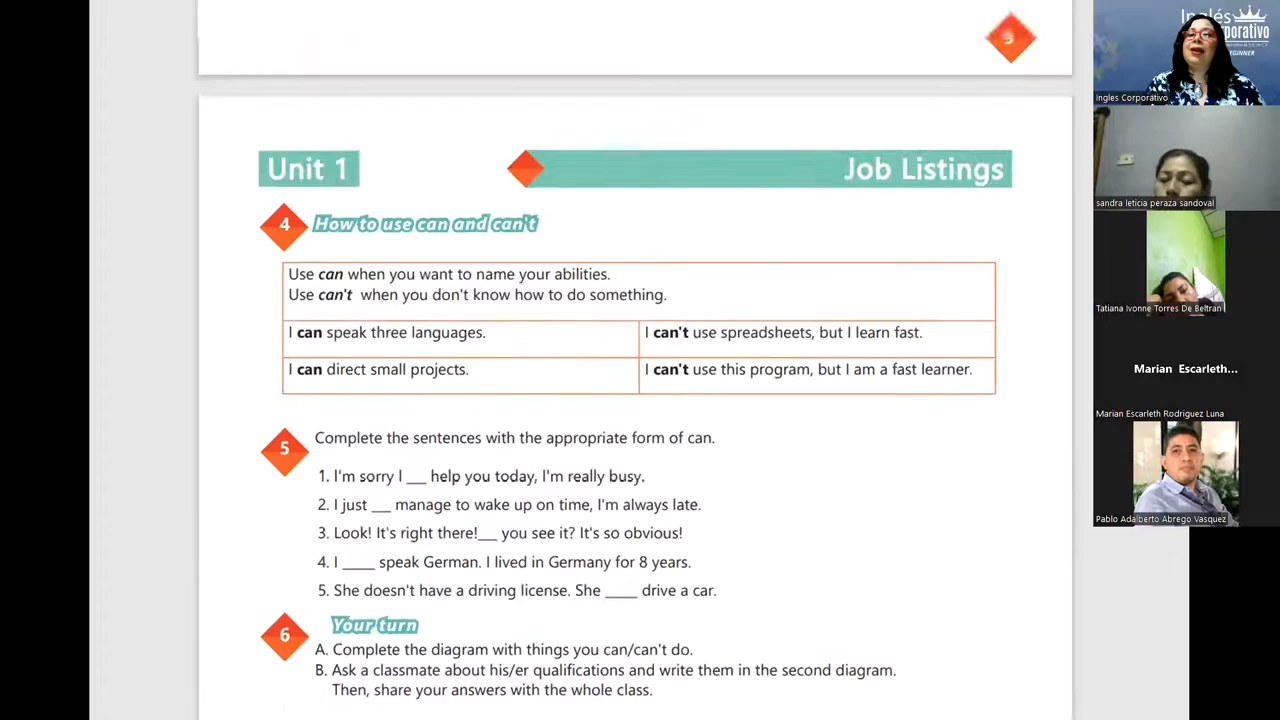 3
Unit 1
Job Listings
4
How to use can and can't
Use can when you want to name your abilities.
Use can't when you don't know how to do something.
I can speak three languages.
I can't use spreadsheets, but I learn fast.
I can direct small projects.
I can't use this program, but I am a fast learner.
5
Complete the sentences with the appropriate form of can.
1. I'm sorry I ___ help you today, I'm really busy.
2. I just ___ manage to wake up on time, I'm always late.
3. Look! It's right there!___ you see it? It's so obvious!
4. I _____ speak German. I lived in Germany for 8 years.
5. She doesn't have a driving license. She _____ drive a car.
6
Your turn
A. Complete the diagram with things you can/can't do.
B. Ask a classmate about his/er qualifications and write them in the second diagram.
Then, share your answers with the whole class.
Inglés
Ingles Corporativo
sandra leticia peraza sandoval
Tatiana Ivonne Torres De Beltran
Marian Escarleth...
Marian Escarleth Rodriguez Luna
Pablo Adalberto Abrego Vasquez